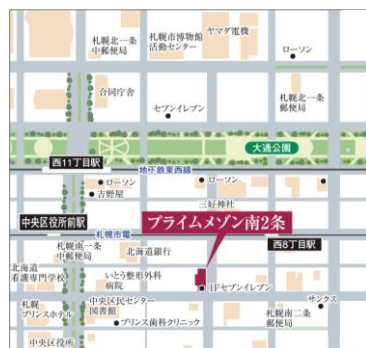 札幌北一条
中郵便局
札幌市博物館
活動センター
ヤマダ電機
ローソン
合同庁舎
セブンイレブン
札幌北一条
郵便局
大通公園
西11丁目駅
地下鉄東西線
ローソン
吉野屋
ローソン
三好神社
中央区役所前駅
プライムメゾン南2条
札幌市電
西8丁目駅
札幌南一条
中郵便局
北海道銀行
北海道
看護専門学校
いとう整形外科
病院
1Fセブンイレブン
札幌
プリンスホテル
中央区民センター
図書館
サンクス
プリンス歯科クリニック
札幌南二条
郵便局
中央区役所